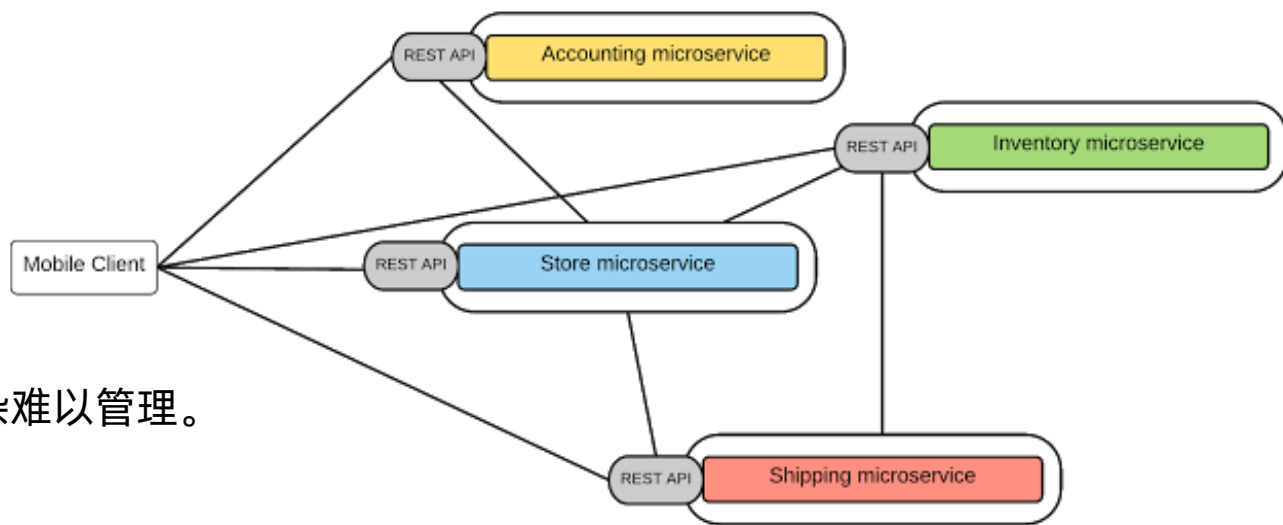 REST API
Accounting microservice
REST API
Inventory microservice
Mobile Client
REST API
Store microservice
难以管理。
REST API
Shipping microservice